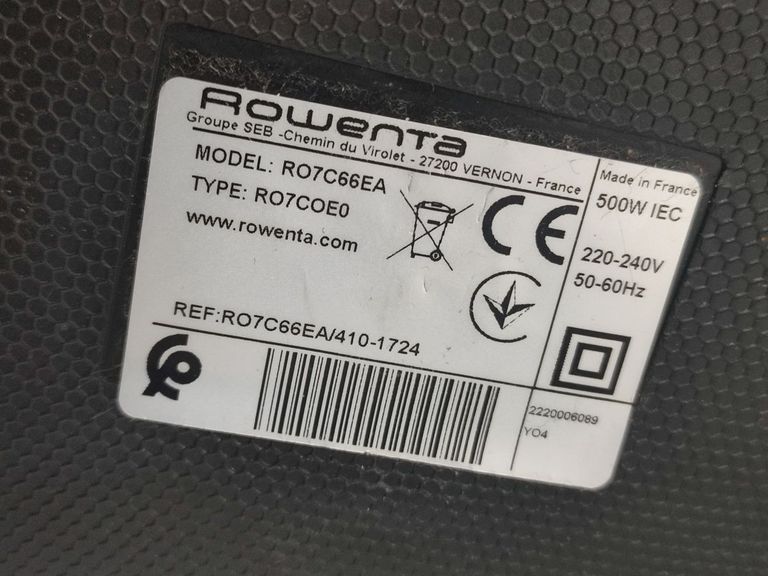 Rowenta
Groupe SEB -Chemin du Virolet - 27200 VERNON - France
MODEL: RO7C66EA
TYPE: RO7COE0
www.rowenta.com
CE
REF:RO7C66EA/410-1724
Made in France
500W IEC
220-240V
50-60Hz
2220006089
YO4